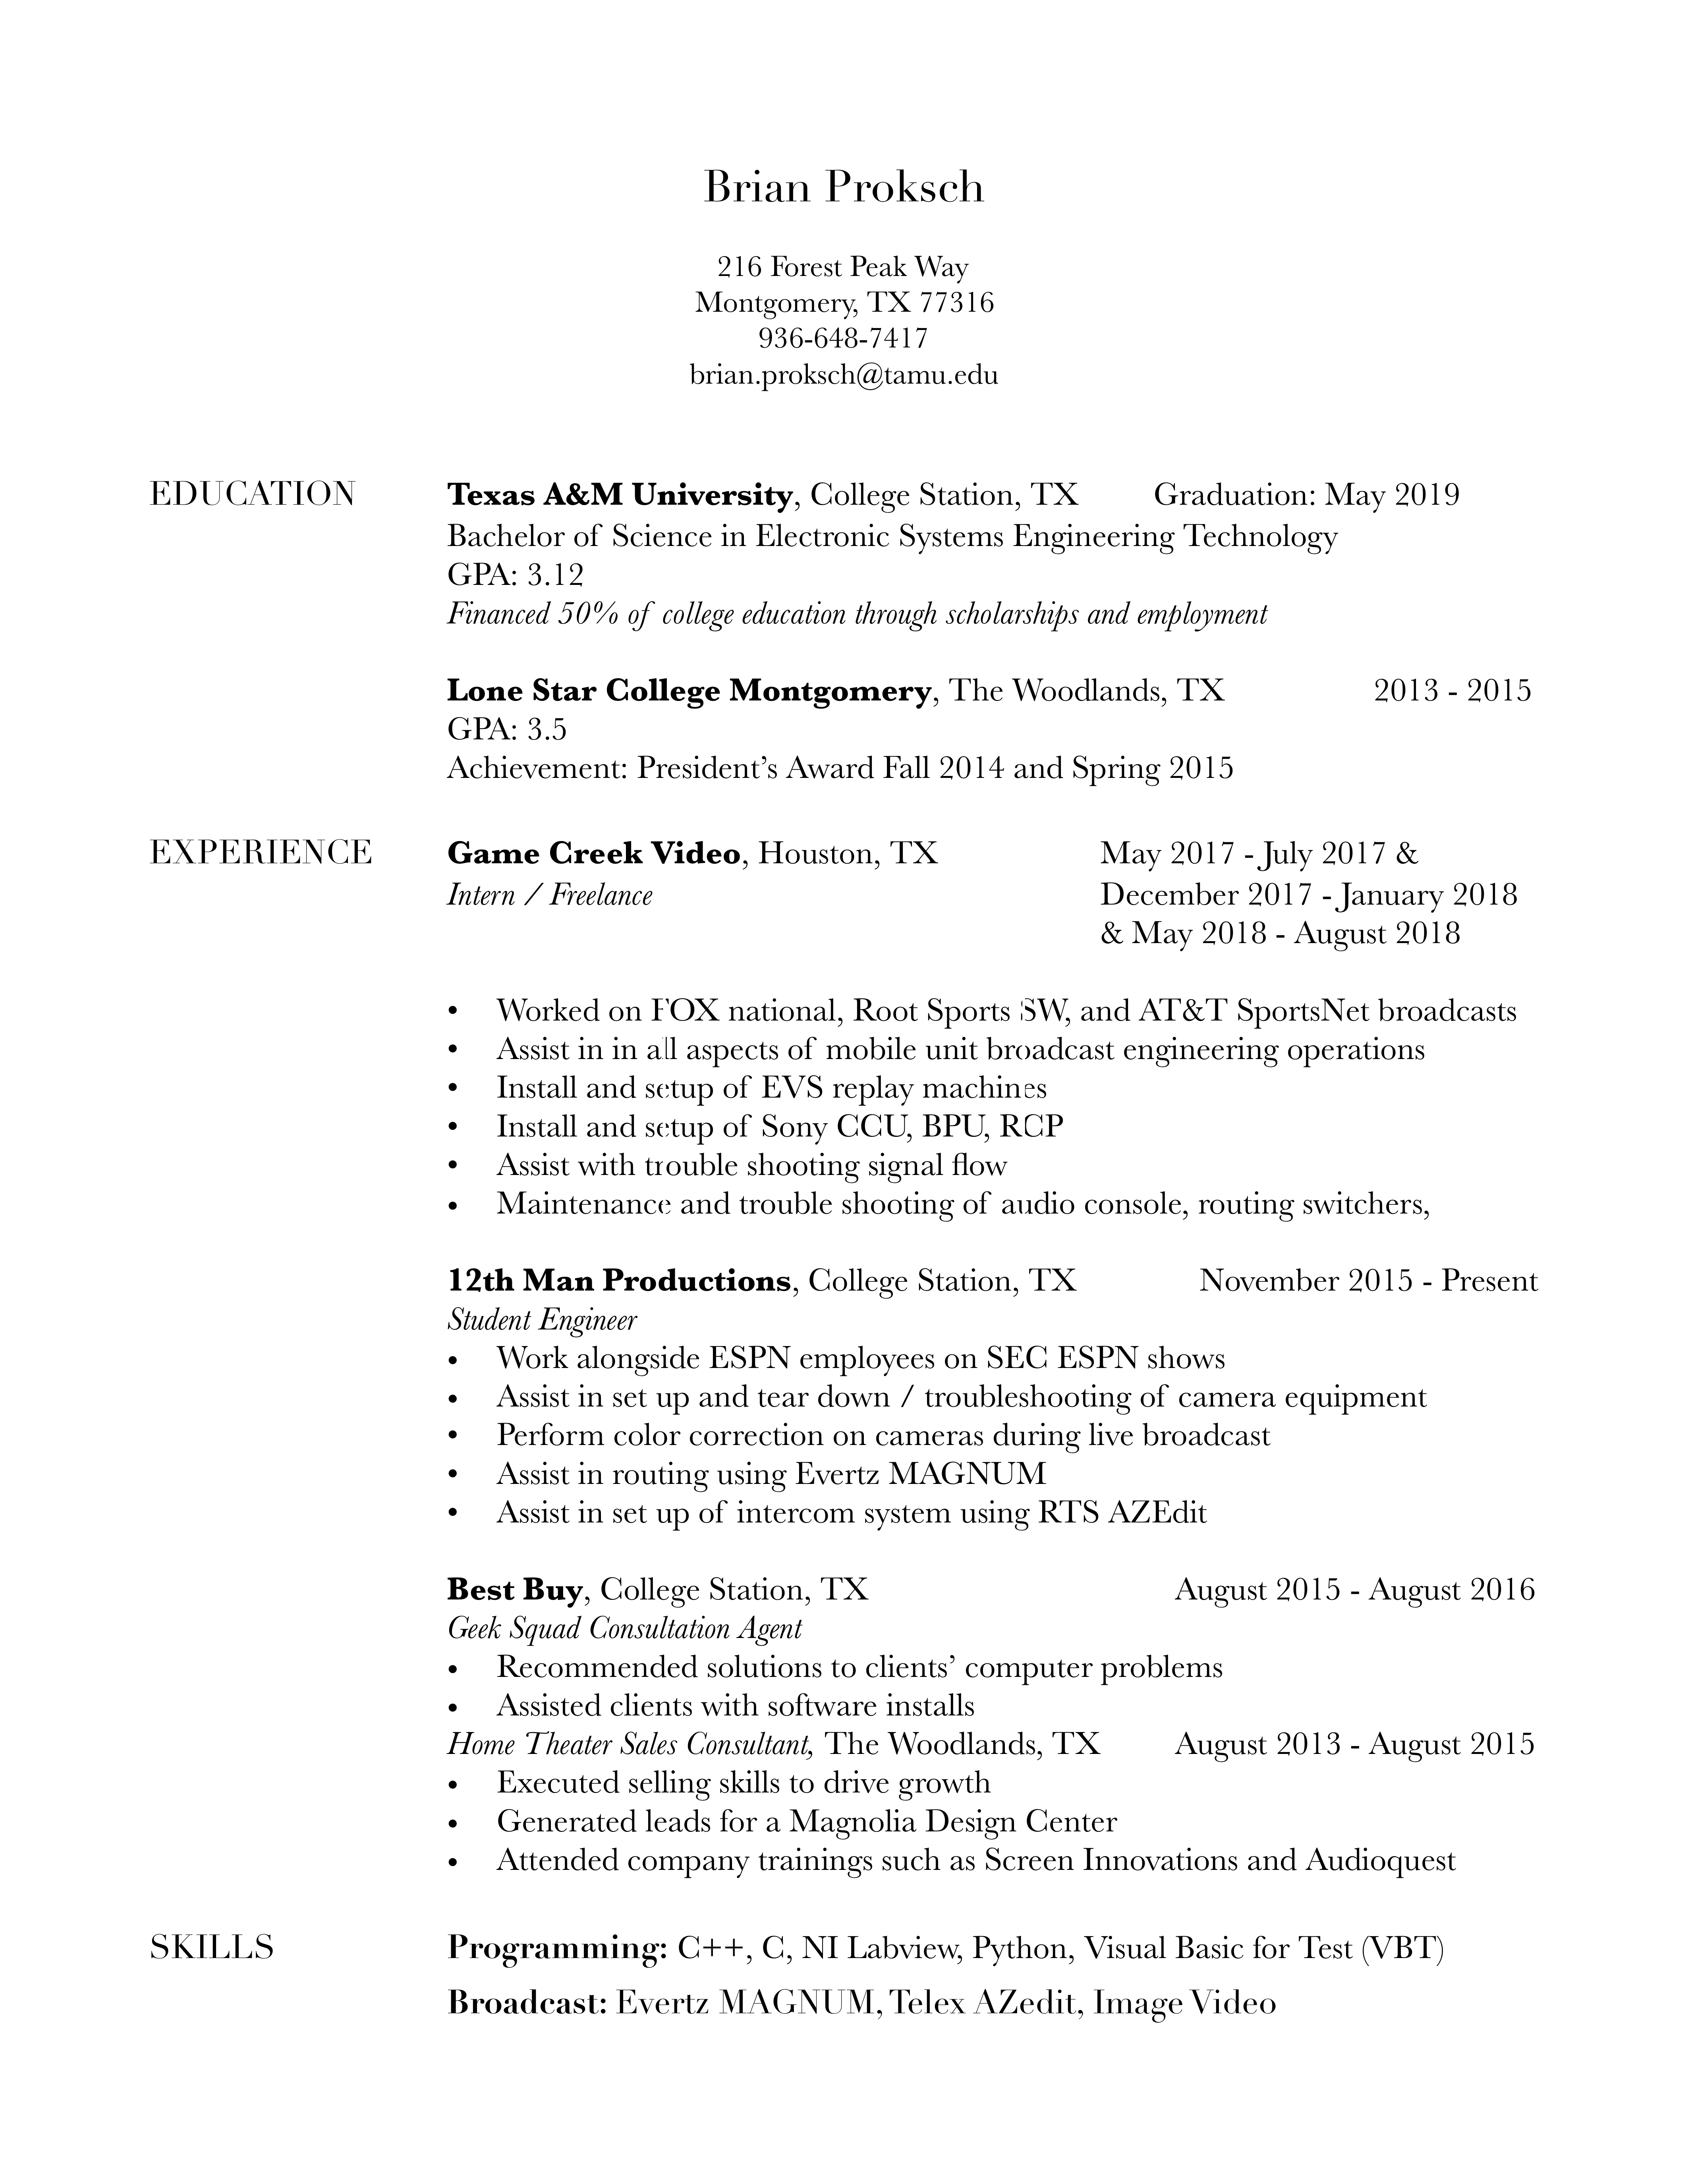 Brian Proksch
216 Forest Peak Way
Montgomery, TX 77316
936-648-7417
brian.proksch@tamu.edu
EDUCATION Texas A&M University, College Station, TX Graduation: May 2019
Bachelor of Science in Electronic Systems Engineering Technology
GPA: 3.12
Financed 50% of college education through scholarships and employment
Lone Star College Montgomery, The Woodlands, TX 2013 - 2015
GPA: 3.5
Achievement: President’s Award Fall 2014 and Spring 2015
EXPERIENCE Game Creek Video, Houston, TX May 2017 - July 2017 &
Intern / Freelance December 2017 - January 2018
& May 2018 - August 2018
• Worked on FOX national, Root Sports SW, and AT&T SportsNet broadcasts
• Assist in in all aspects of mobile unit broadcast engineering operations
• Install and setup of EVS replay machines
• Install and setup of Sony CCU, BPU, RCP
• Assist with trouble shooting signal flow
• Maintenance and trouble shooting of audio console, routing switchers,
12th Man Productions, College Station, TX November 2015 - Present
Student Engineer
• Work alongside ESPN employees on SEC ESPN shows
• Assist in set up and tear down / troubleshooting of camera equipment
• Perform color correction on cameras during live broadcast
• Assist in routing using Evertz MAGNUM
• Assist in set up of intercom system using RTS AZEdit
Best Buy, College Station, TX August 2015 - August 2016
Geek Squad Consultation Agent
• Recommended solutions to clients’ computer problems
• Assisted clients with software installs
Home Theater Sales Consultant, The Woodlands, TX August 2013 - August 2015
• Executed selling skills to drive growth
• Generated leads for a Magnolia Design Center
• Attended company trainings such as Screen Innovations and Audioquest
SKILLS Programming: C++, C, NI Labview, Python, Visual Basic for Test (VBT)
Broadcast: Evertz MAGNUM, Telex AZedit, Image Video